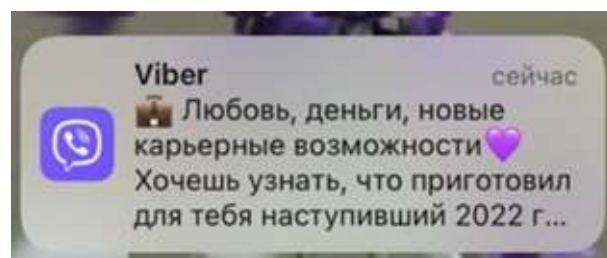 Viber
сейчас
💼 Любовь, деньги, новые
карьерные возможности💜
Хочешь узнать, что приготовил
для тебя наступивший 2022 г...